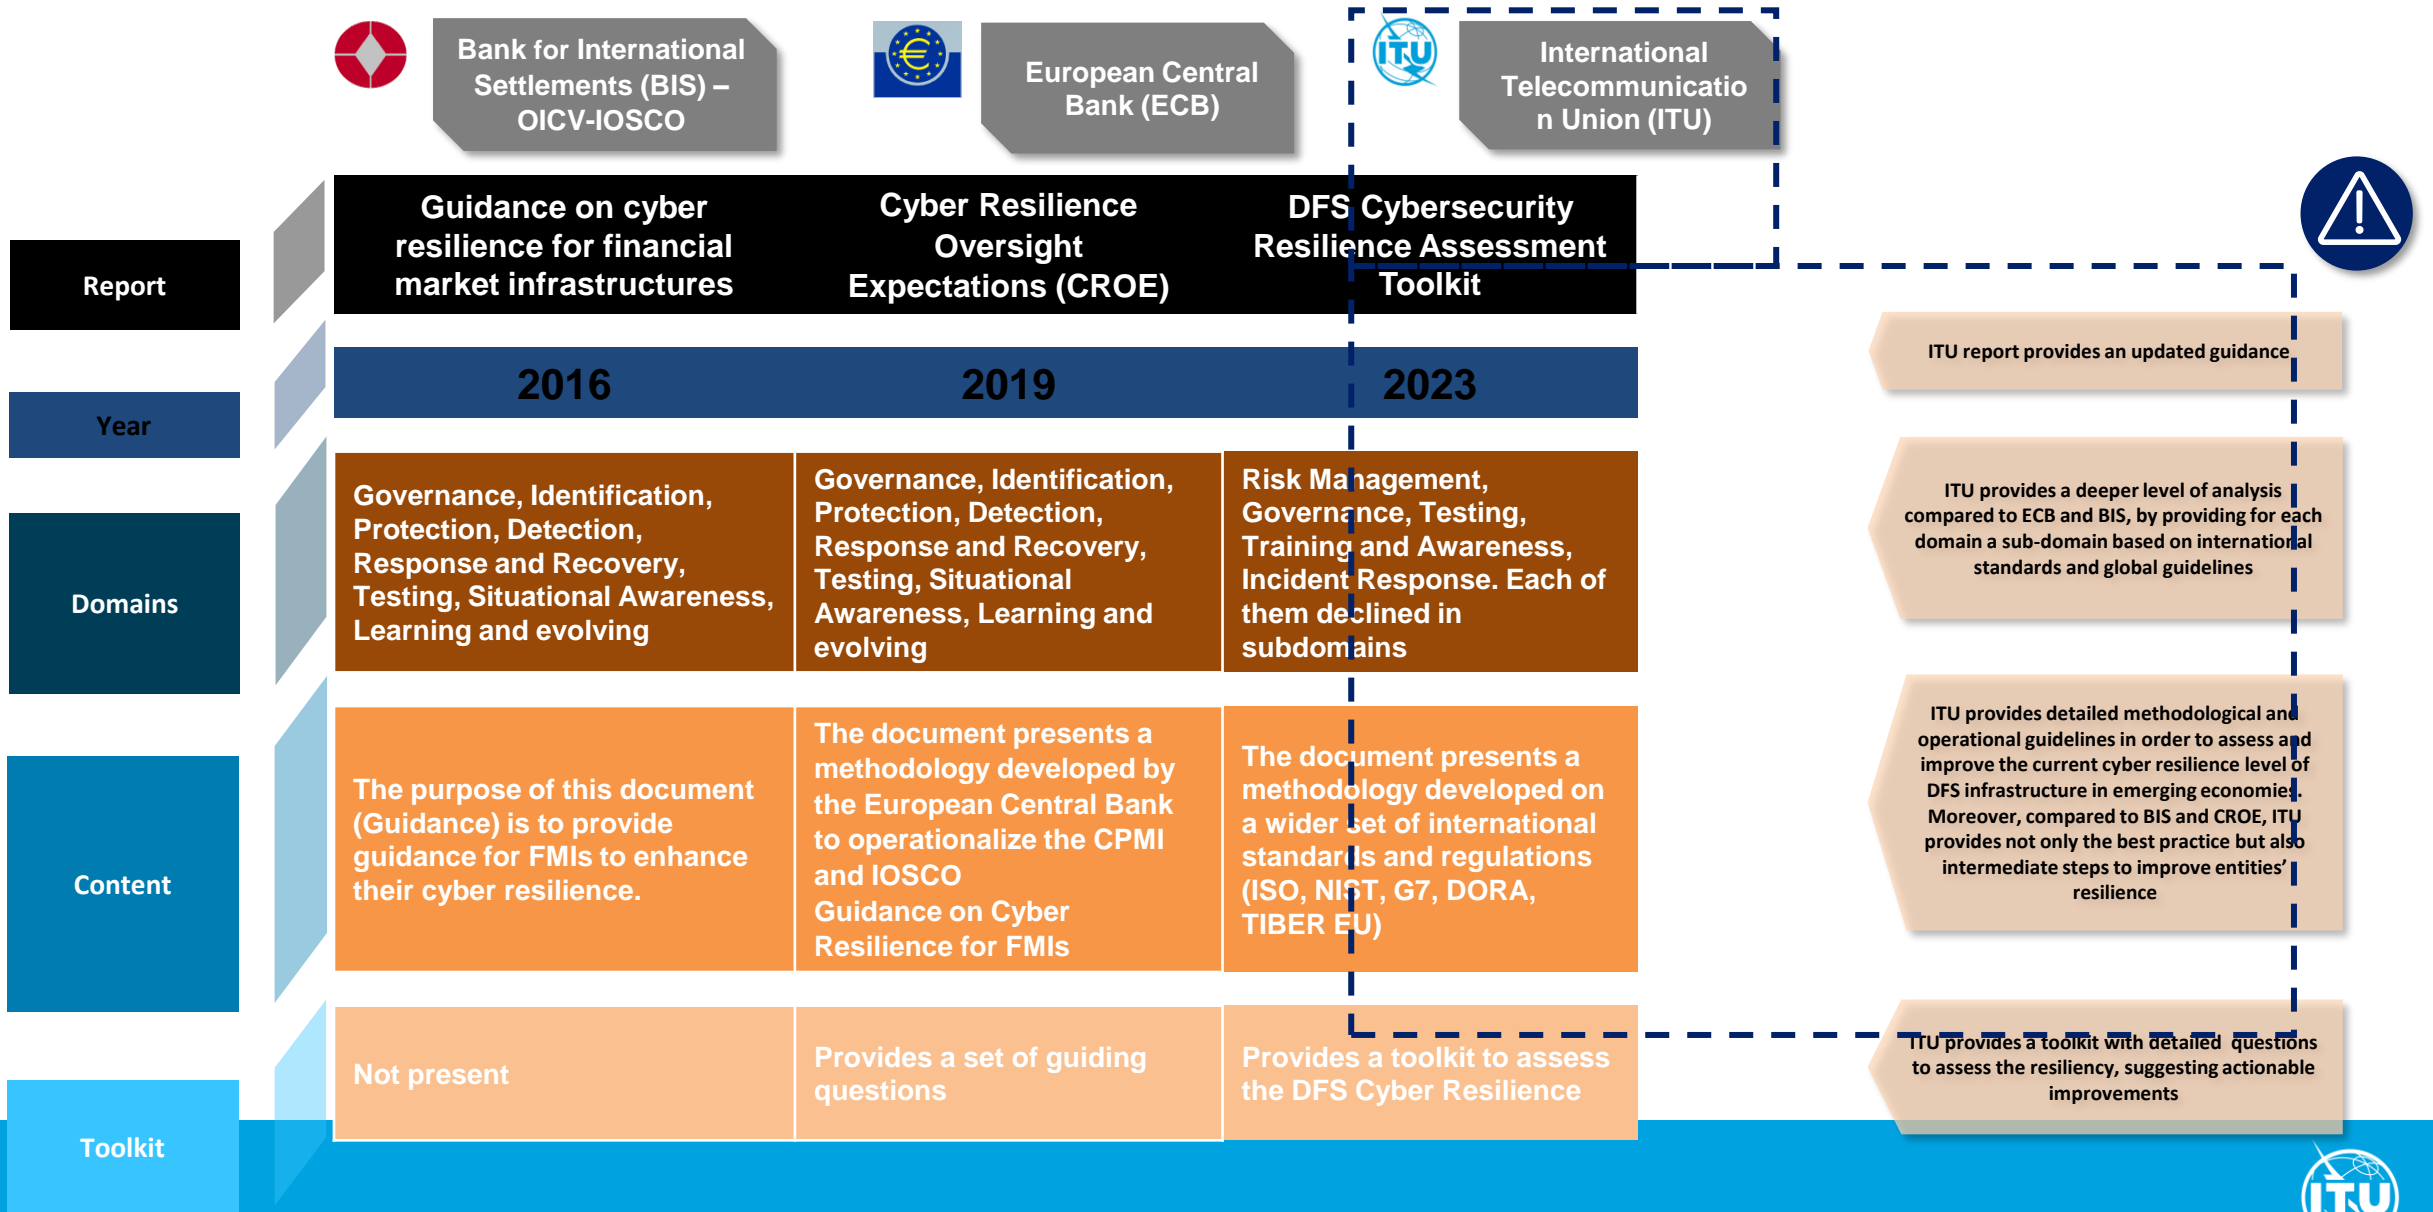 Bank for International
Settlements (BIS) –
OICV-IOSCO
European Central
Bank (ECB)
ITU
International
Telecommunicatio
n Union (ITU)
Report
Guidance on cyber
resilience for financial
market infrastructures
Cyber Resilience
Oversight
Expectations (CROE)
DFS Cybersecurity
Resilience Assessment
Toolkit
Year
2016
2019
2023
ITU report provides an updated guidance
Domains
Governance, Identification,
Protection, Detection,
Response and Recovery,
Testing, Situational Awareness,
Learning and evolving
Governance, Identification,
Protection, Detection,
Response and Recovery,
Testing, Situational
Awareness, Learning and
evolving
Risk Management,
Governance, Testing,
Training and Awareness,
Incident Response. Each of
them declined in
subdomains
ITU provides a deeper level of analysis
compared to ECB and BIS, by providing for each
domain a sub-domain based on international
standards and global guidelines
Content
The purpose of this document
(Guidance) is to provide
guidance for FMIs to enhance
their cyber resilience.
The document presents a
methodology developed by
the European Central Bank
to operationalize the CPMI
and IOSCO
Guidance on Cyber
Resilience for FMIs
The document presents a
methodology developed on
a wider set of international
standards and regulations
(ISO, NIST, G7, DORA,
TIBER EU)
ITU provides detailed methodological and
operational guidelines in order to assess and
improve the current cyber resilience level of
DFS infrastructure in emerging economies.
Moreover, compared to BIS and CROE, ITU
provides not only the best practice but also
intermediate steps to improve entities’
resilience
Toolkit
Not present
Provides a set of guiding
questions
Provides a toolkit to assess
the DFS Cyber Resilience
ITU provides a toolkit with detailed questions
to assess the resiliency, suggesting actionable
improvements
ITU